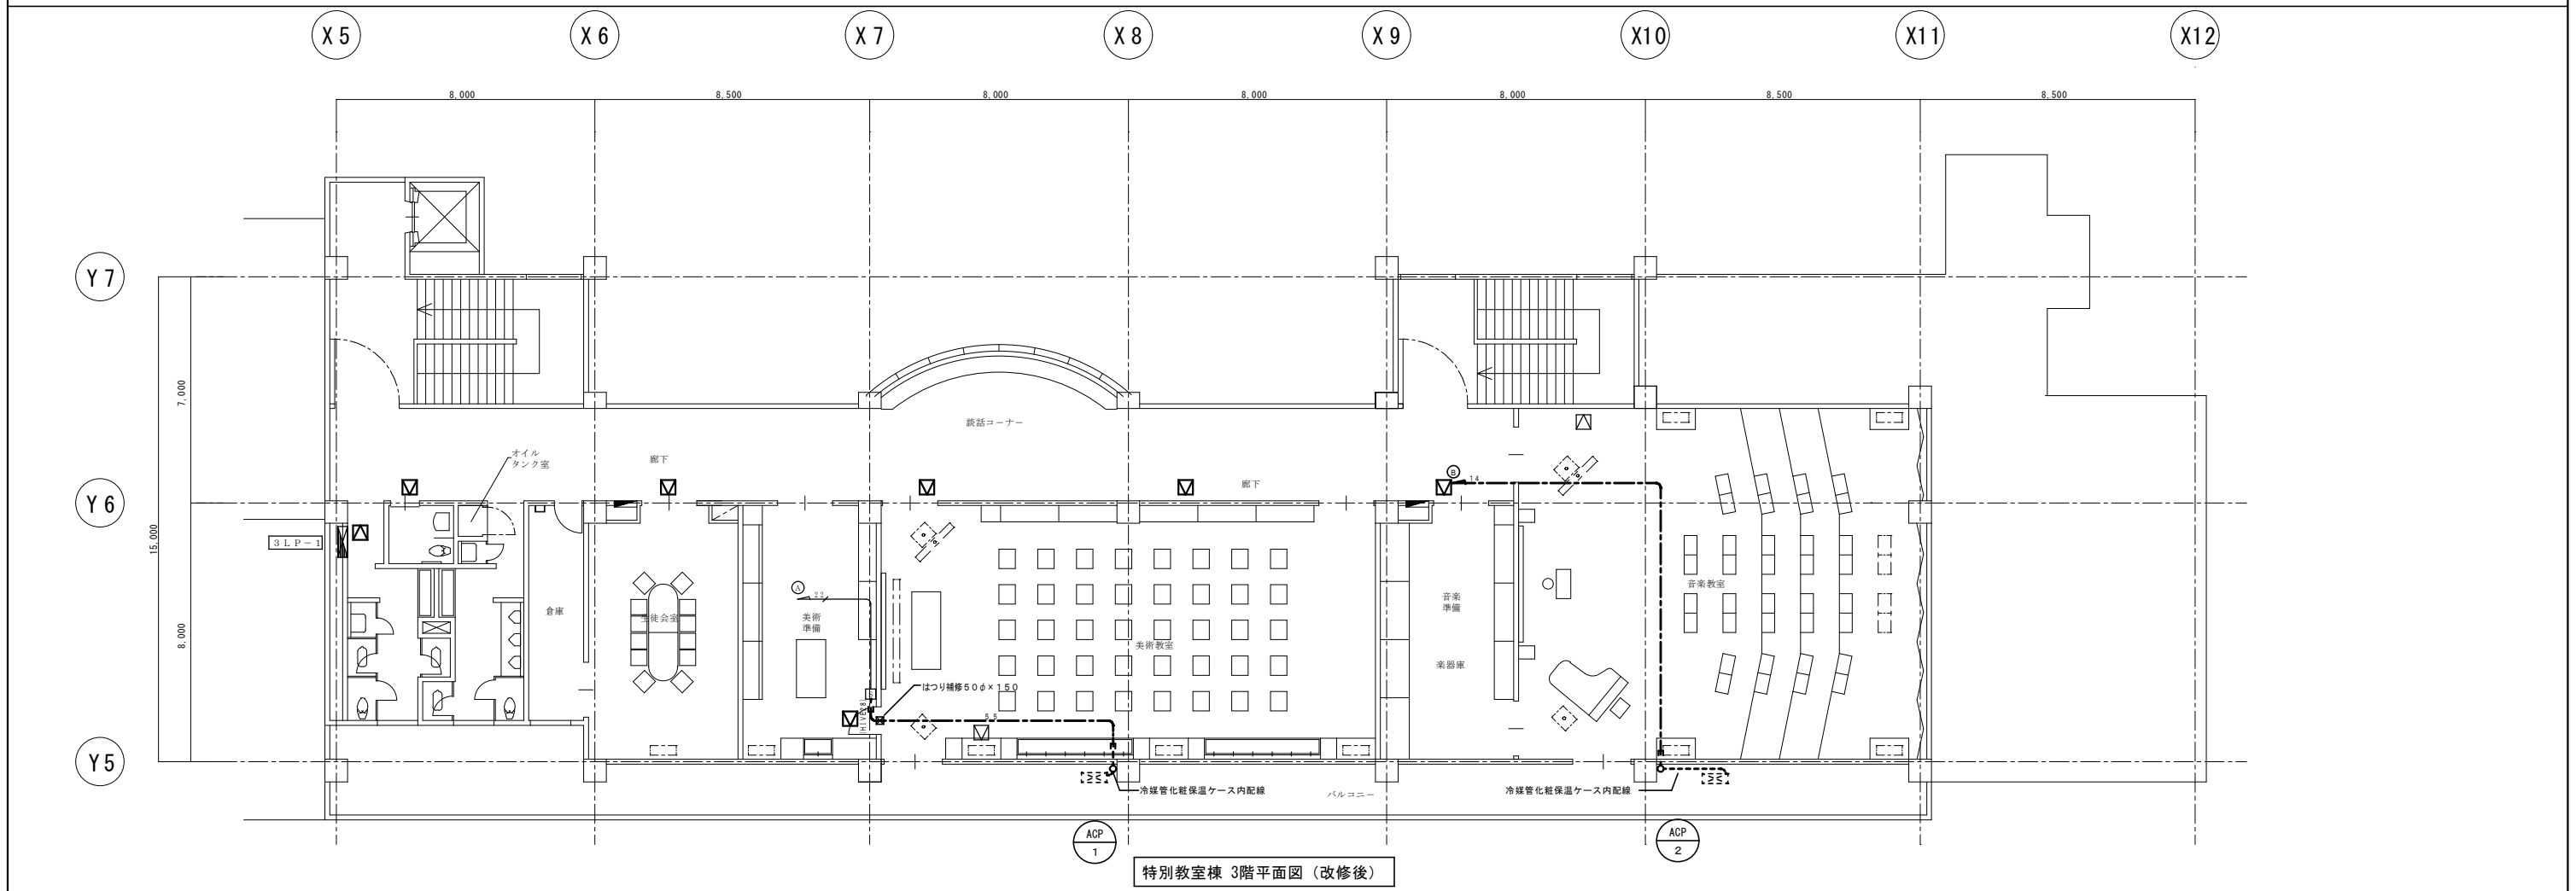 X5 X6 X7 X8 X9 X10 X11 X12
8,000 8,500 8,000 8,000 8,000 8,500 8,500
Y7
7,000
談話コーナー
オイル
タンク室
廊下
廊下
B
14
Y6
15,000
3LP-1
8,000
倉庫
生徒会室
A
22
美術
準備
美術教室
音楽
準備
楽器庫
音楽教室
はつり補修50φ×150
5.5
Y5
冷媒管化粧保温ケース内配線
バルコニー
冷媒管化粧保温ケース内配線
ACP
1
ACP
2
特別教室棟 3階平面図（改修後）